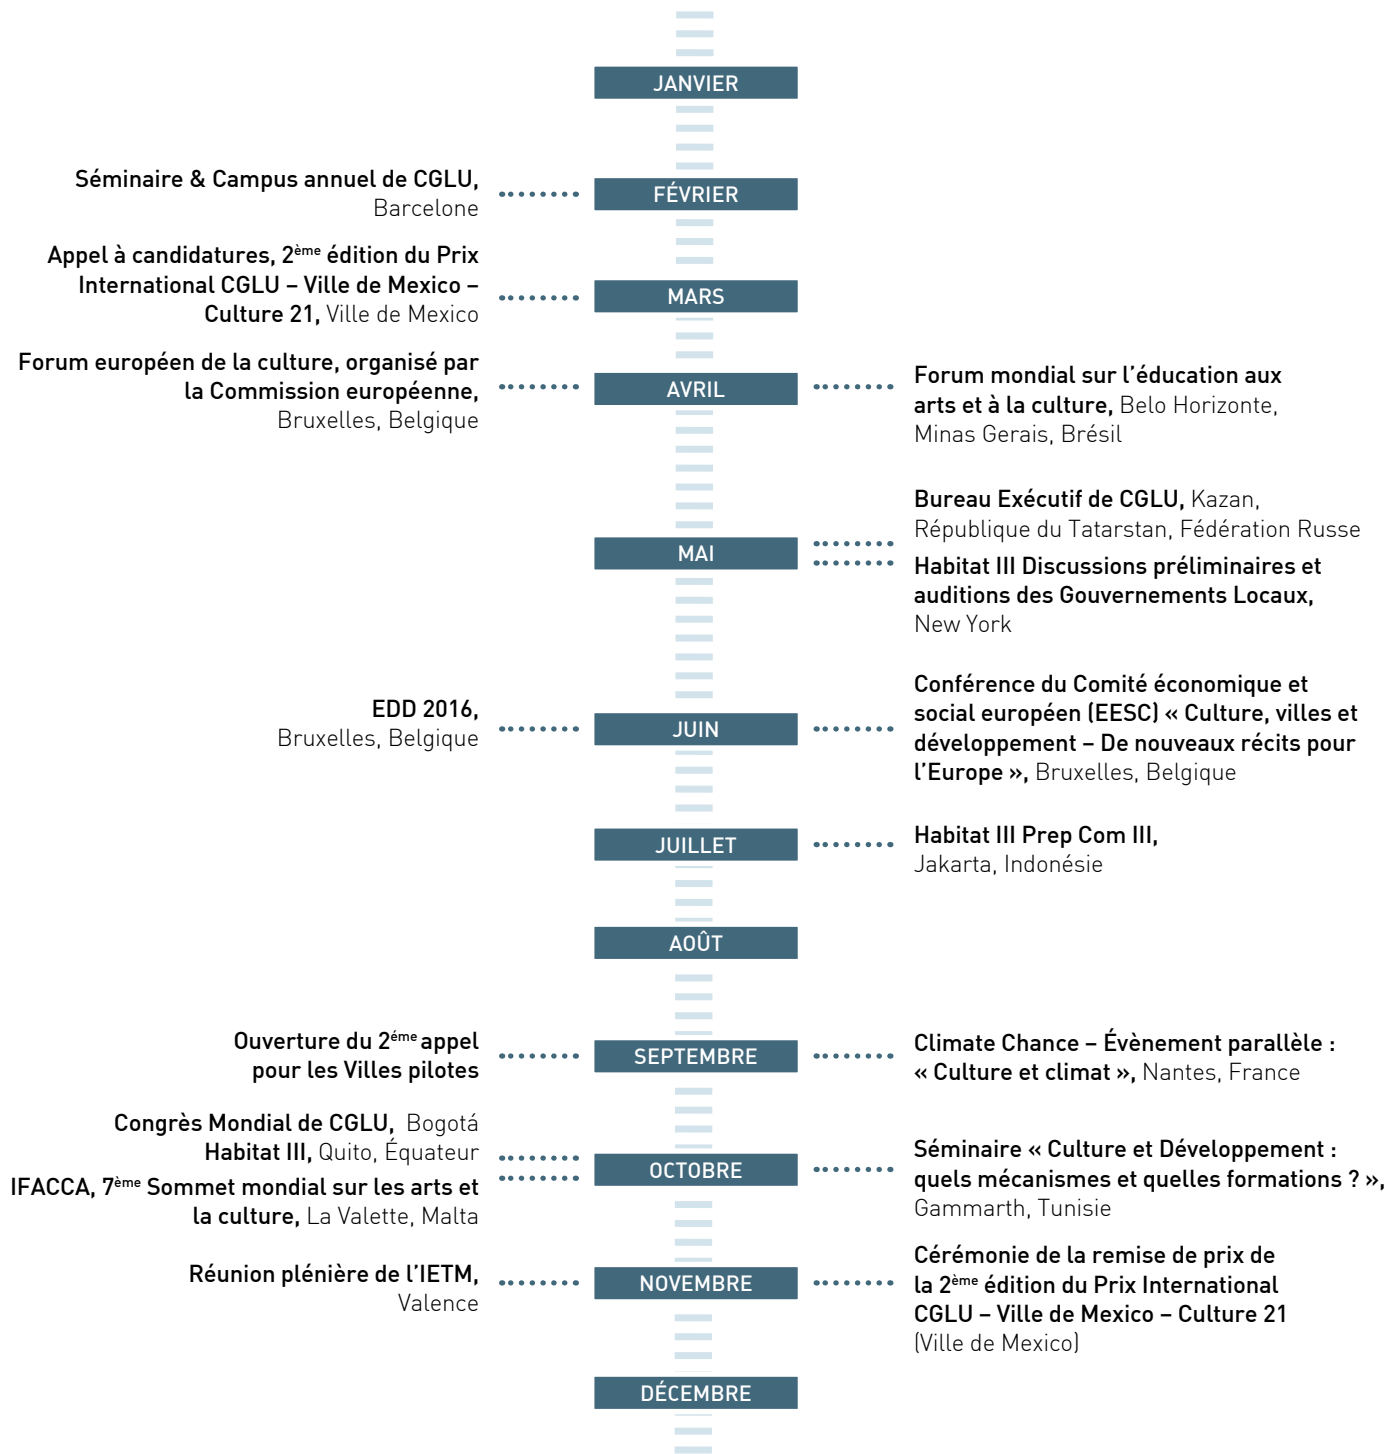 JANVIER
Séminaire & Campus annuel de CGLU,
Barcelone
FÉVRIER
Appel à candidatures, 2ème édition du Prix
International CGLU – Ville de Mexico –
Culture 21, Ville de Mexico
MARS
Forum européen de la culture, organisé par
la Commission européenne,
Bruxelles, Belgique
AVRIL
Forum mondial sur l’éducation aux
arts et à la culture, Belo Horizonte,
Minas Gerais, Brésil
MAI
Bureau Exécutif de CGLU, Kazan,
République du Tatarstan, Fédération Russe
Habitat III Discussions préliminaires et
auditions des Gouvernements Locaux,
New York
EDD 2016,
Bruxelles, Belgique
JUIN
Conférence du Comité économique et
social européen (EESC) « Culture, villes et
développement – De nouveaux récits pour
l’Europe », Bruxelles, Belgique
JUILLET
Habitat III Prep Com III,
Jakarta, Indonésie
AOÛT
Ouverture du 2éme appel
pour les Villes pilotes
SEPTEMBRE
Climate Chance – Évènement parallèle :
« Culture et climat », Nantes, France
Congrès Mondial de CGLU, Bogotá
Habitat III, Quito, Équateur
IFACCA, 7ème Sommet mondial sur les arts et
la culture, La Valette, Malta
OCTOBRE
Séminaire « Culture et Développement :
quels mécanismes et quelles formations ? »,
Gammarth, Tunisie
Réunion plénière de l’IETM,
Valence
NOVEMBRE
Cérémonie de la remise de prix de
la 2ème édition du Prix International
CGLU – Ville de Mexico – Culture 21
(Ville de Mexico)
DÉCEMBRE